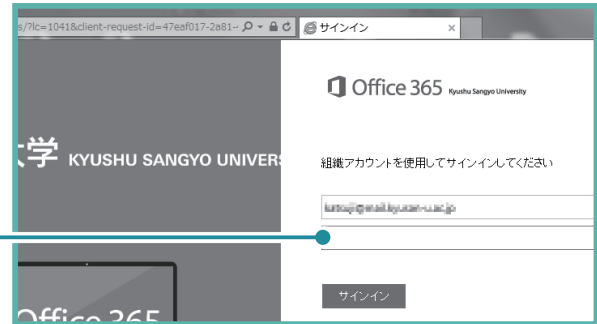 s/?lc=1041&client-request-id=47eaf017-2a81-
サインイン ×
Office 365 Kyushu Sangyo University
大学 KYUSHU SANGYO UNIVERS
組織アカウントを使用してサインインしてください
サインイン
Office 365